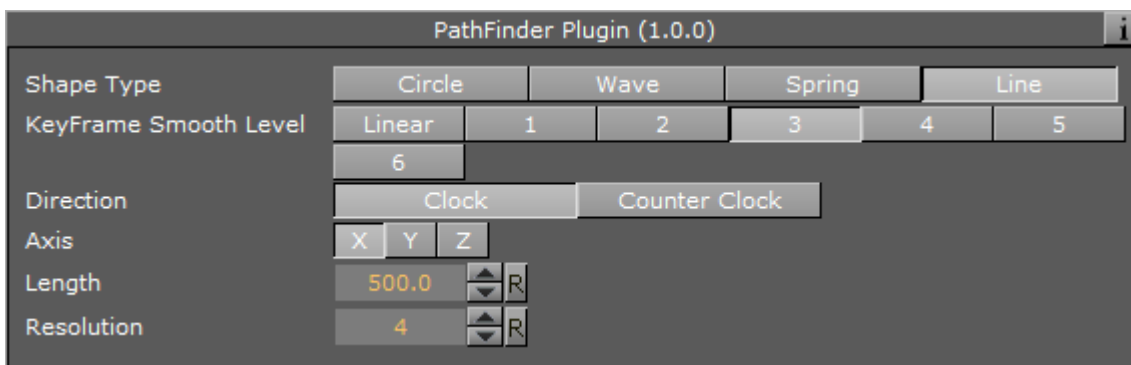 PathFinder Plugin (1.0.0) i
Shape Type Circle Wave Spring Line
KeyFrame Smooth Level Linear 1 2 3 4 5
6
Direction Clock Counter Clock
Axis X Y Z
Length 500.0 R
Resolution 4 R